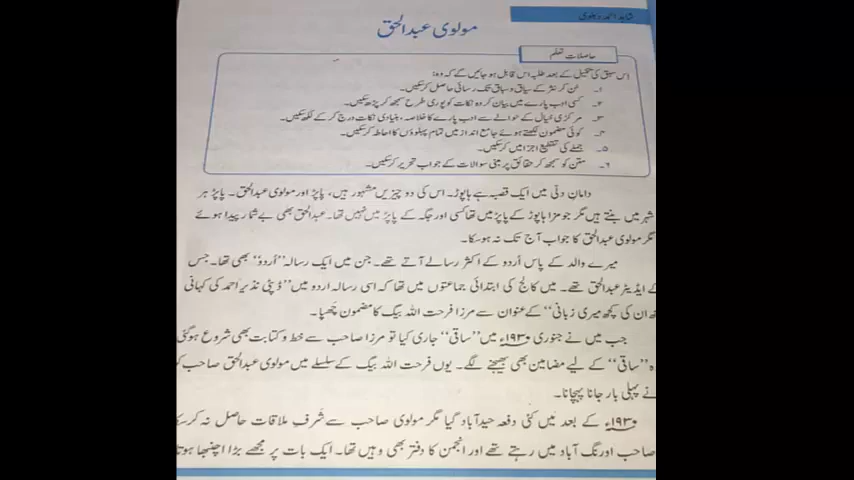 شاہد احمد دہلوی
مولوی عبدالحق
حاصلاتِ تعلم
اس سبق کی تکمیل کے بعد طلبہ اس قابل ہو جائیں گے کہ وہ:
۱۔ سُن کر نثر کے سیاق و سباق تک رسائی حاصل کر سکیں۔
۲۔ کسی ادب پارے میں بیان کردہ نکات کو پوری طرح سمجھ کر پڑھ سکیں۔
۳۔ مرکزی خیال کے حوالے سے ادب پارے کا خلاصہ، بنیادی نکات درج کر کے لکھ سکیں۔
۴۔ کوئی مضمون لکھتے ہوئے جامع انداز میں تمام پہلوؤں کا احاطہ کر سکیں۔
۵۔ جملے کی تقطیع اجزا میں کر سکیں۔
۶۔ متن کو سمجھ کر حقائق پر مبنی سوالات کے جواب تحریر کر سکیں۔
دامانِ دلّی میں ایک قصبہ ہے ہاپوڑ۔ اس کی دو چیزیں مشہور ہیں، پاپڑ اور مولوی عبدالحق۔ پاپڑ ہر
شہر میں بنتے ہیں مگر جو مزا ہاپوڑ کے پاپڑ میں تھا کسی اور جگہ کے پاپڑ میں نہیں تھا۔ عبدالحق بھی بے شمار پیدا ہوئے
مگر مولوی عبدالحق کا جواب آج تک نہ ہو سکا۔
میرے والد کے پاس اُردو کے اکثر رسالے آتے تھے۔ جن میں ایک رسالہ "اُردو" بھی تھا۔ جس
کے ایڈیٹر عبدالحق تھے۔ میں کالج کی ابتدائی جماعتوں میں تھا کہ اسی رسالہ اردو میں "ڈپٹی نذیر احمد کی کہانی
کچھ ان کی کچھ میری زبانی" کے عنوان سے مرزا فرحت اللہ بیگ کا مضمون چھپا۔
جب میں نے جنوری ۱۹۳۰ء میں "ساقی" جاری کیا تو مرزا صاحب سے خط و کتابت بھی شروع ہو گئی
وہ "ساقی" کے لیے مضامین بھی بھیجنے لگے۔ یوں فرحت اللہ بیگ کے سلسلے میں مولوی عبدالحق صاحب کو
نے پہلی بار جانا پہچانا۔
۱۹۳۰ء کے بعد میں کئی دفعہ حیدآباد گیا مگر مولوی صاحب سے شرفِ ملاقات حاصل نہ کر سکا
صاحب اورنگ آباد میں رہتے تھے اور انجمن کا دفتر بھی وہیں تھا۔ ایک بات پر مجھے بڑا اچنبھا ہوتا